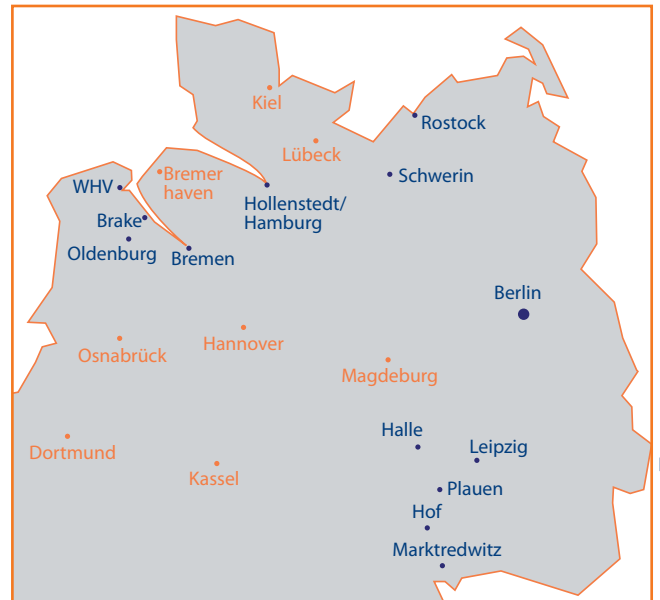 Kiel
Rostock
Lübeck
Bremer
haven
Schwerin
WHV
Hollenstedt/
Hamburg
Brake
Oldenburg
Bremen
Berlin
Hannover
Osnabrück
Magdeburg
Halle
Leipzig
Dortmund
Kassel
Plauen
Hof
Marktredwitz